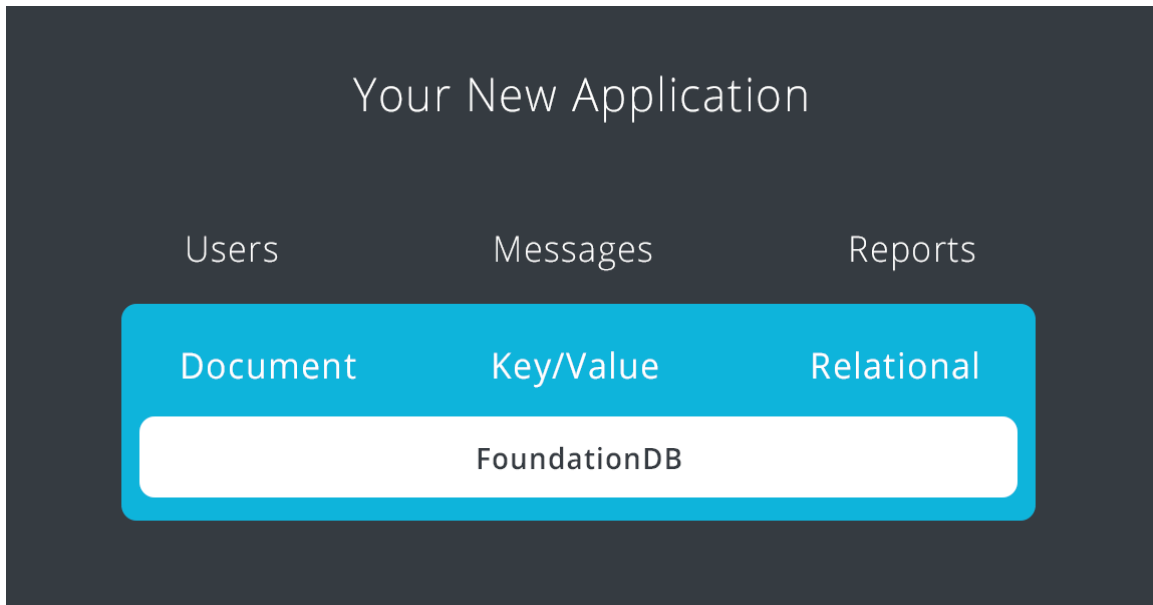 Your New Application
Users Messages Reports
Document Key/Value Relational
FoundationDB